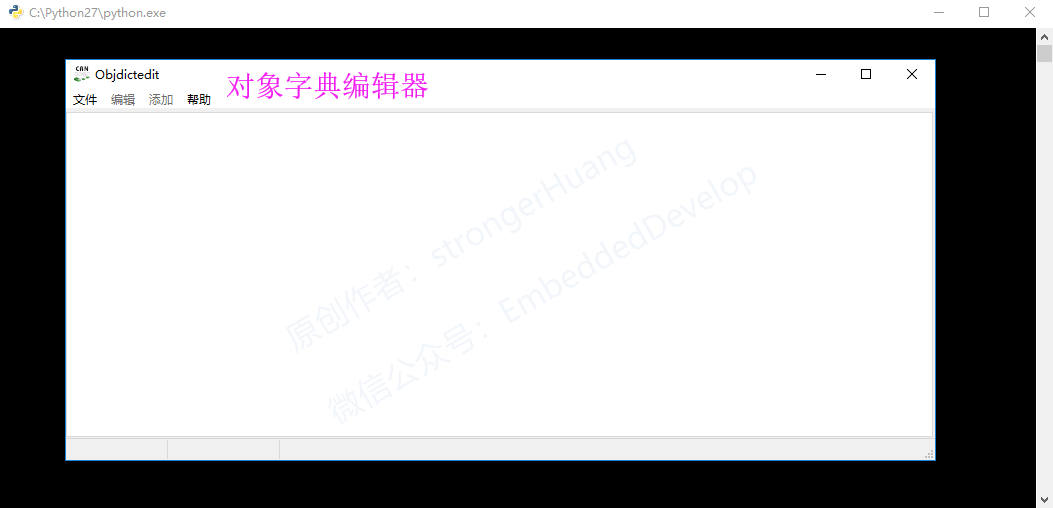 C:\Python27\python.exe
CAN
Objdictedit
对象字典编辑器
文件 编辑 添加 帮助
原创作者：strongerHuang
微信公众号：EmbeddedDevelop